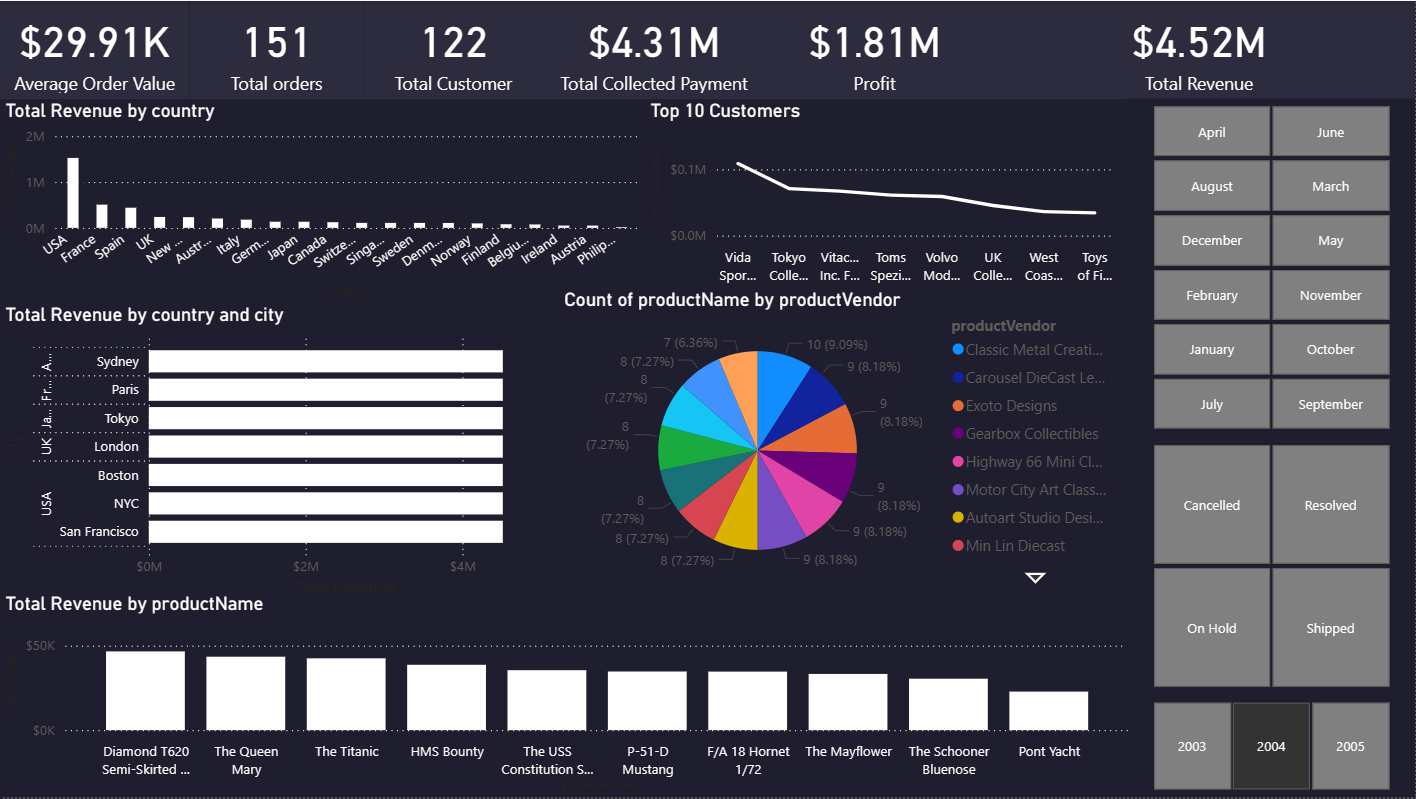 $29.91K
Average Order Value
151
Total orders
122
Total Customer
$4.31M
Total Collected Payment
$1.81M
Profit
$4.52M
Total Revenue
Total Revenue by country
2M
1M
0M
USA
France
Spain
UK
New ...
Austr...
Italy
Germ...
Japan
Canada
Switze...
Singa...
Sweden
Denm...
Norway
Finland
Belgiu...
Ireland
Austria
Philip...
country
Top 10 Customers
$0.1M
$0.0M
Vida
Spor...
Tokyo
Colle...
Vitac...
Inc. F...
Toms
Spezi...
Volvo
Mod...
UK
Colle...
West
Coas...
Toys
of Fi...
April
June
August
March
December
May
February
November
January
October
July
September
Total Revenue by country and city
A...
Sydney
Fr...
Paris
Ja...
Tokyo
UK
London
USA
Boston
NYC
San Francisco
$0M
$2M
$4M
Total Revenue
Count of productName by productVendor
10 (9.09%)
9 (8.18%)
9
(8.18%)
9
(8.18%)
9 (8.18%)
9 (8.18%)
8 (7.27%)
8 (7.27%)
8
(7.27%)
8
(7.27%)
8
(7.27%)
8 (7.27%)
7 (6.36%)
productVendor
Classic Metal Creati...
Carousel DieCast Le...
Exoto Designs
Gearbox Collectibles
Highway 66 Mini Cl...
Motor City Art Class...
Autoart Studio Desi...
Min Lin Diecast
Cancelled
Resolved
On Hold
Shipped
Total Revenue by productName
$50K
$0K
Diamond T620
Semi-Skirted ...
The Queen
Mary
The Titanic
HMS Bounty
The USS
Constitution S...
P-51-D
Mustang
F/A 18 Hornet
1/72
The Mayflower
The Schooner
Bluenose
Pont Yacht
2003
2004
2005